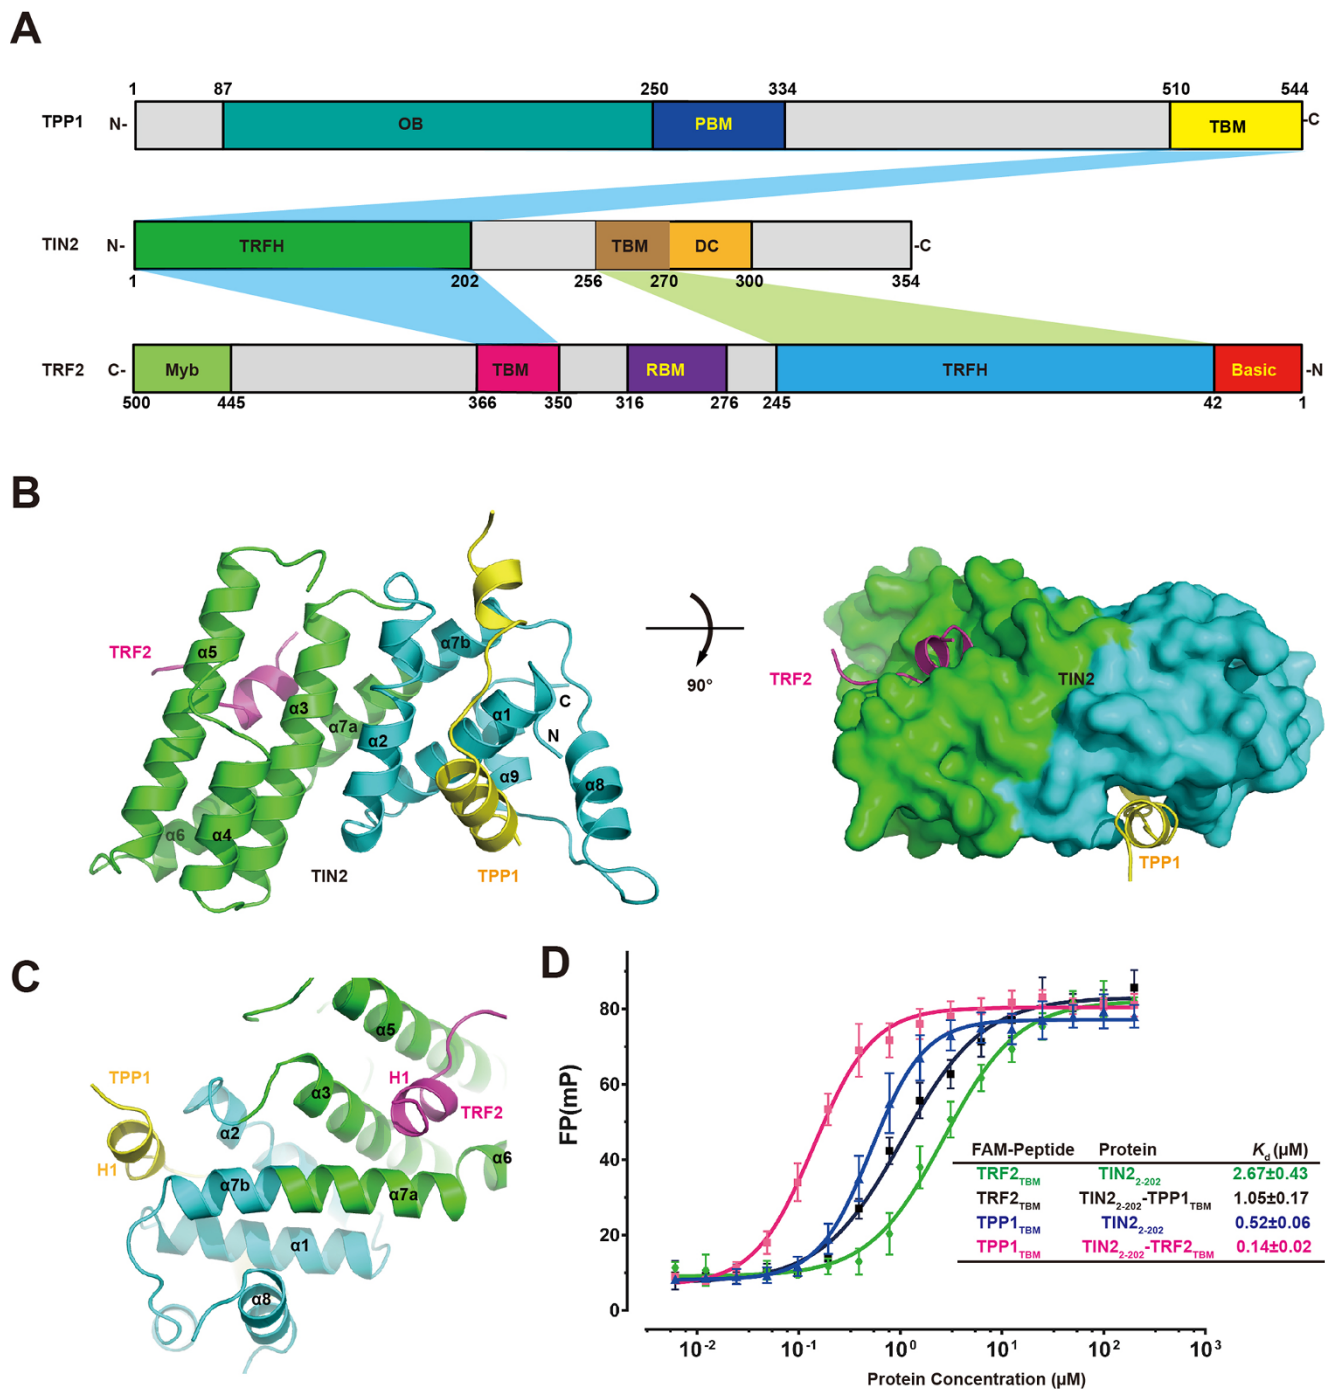 A
1 87 250 334 510 544
TPP1 N- OB PBM TBM -C
TIN2 N- TRFH TBM DC -C
1 202 256 270 300 354
TRF2 C- Myb TBM RBM TRFH Basic -N
500 445 366 350 316 276 245 42 1
B
TRF2 α5 α3 α7a α2 α7b α1 C N α9 α8 α6 α4
TIN2 TPP1
90°
TRF2 TIN2
TPP1
C
α5
TPP1 α3 H1 TRF2
H1 α2 α6
α7b α7a
α1
α8
D
FP(mP)
80
60
40
20
0
FAM-Peptide Protein Kd (μM)
TRF2TBM TIN22-202 2.67±0.43
TRF2TBM TIN22-202-TPP1TBM 1.05±0.17
TPP1TBM TIN22-202 0.52±0.06
TPP1TBM TIN22-202-TRF2TBM 0.14±0.02
10-2 10-1 100 101 102 103
Protein Concentration (μM)